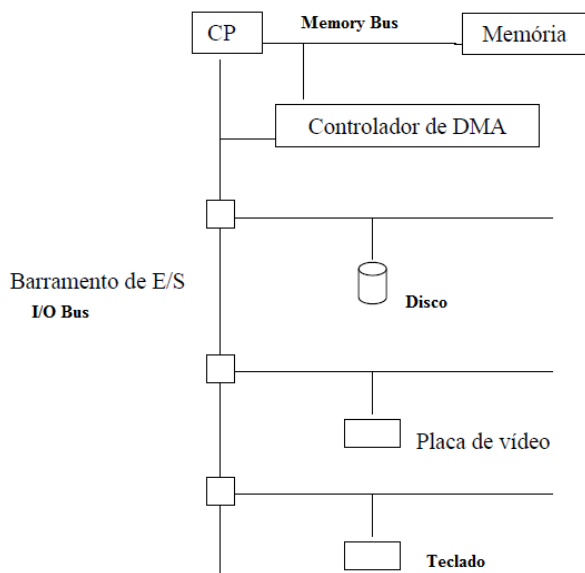 CP
Memory Bus
Memória
Controlador de DMA
Barramento de E/S
I/O Bus
Disco
Placa de vídeo
Teclado